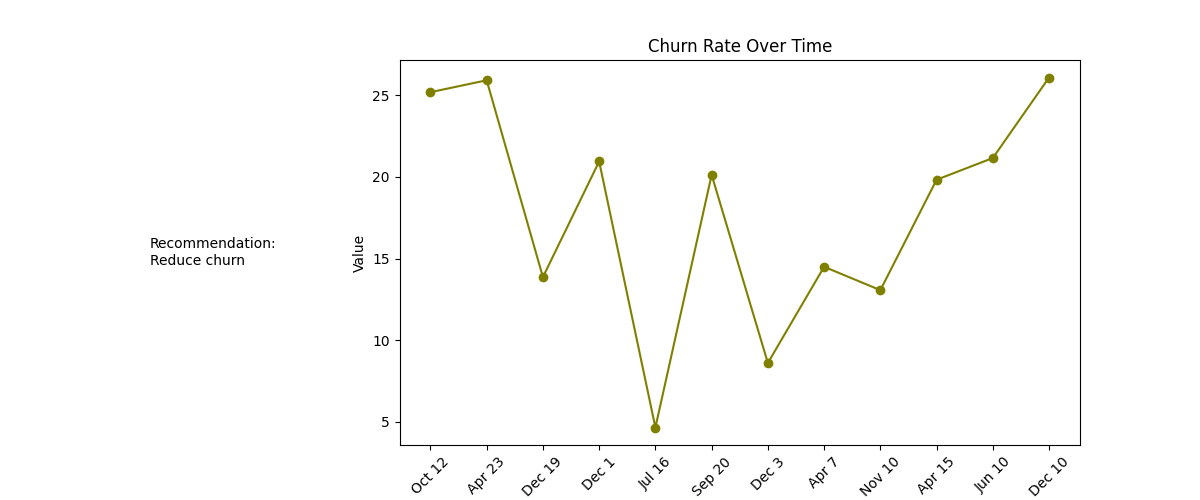 Churn Rate Over Time
Recommendation:
Reduce churn
Value
25
20
15
10
5
Oct 12
Apr 23
Dec 19
Dec 1
Jul 16
Sep 20
Dec 3
Apr 7
Nov 10
Apr 15
Jun 10
Dec 10